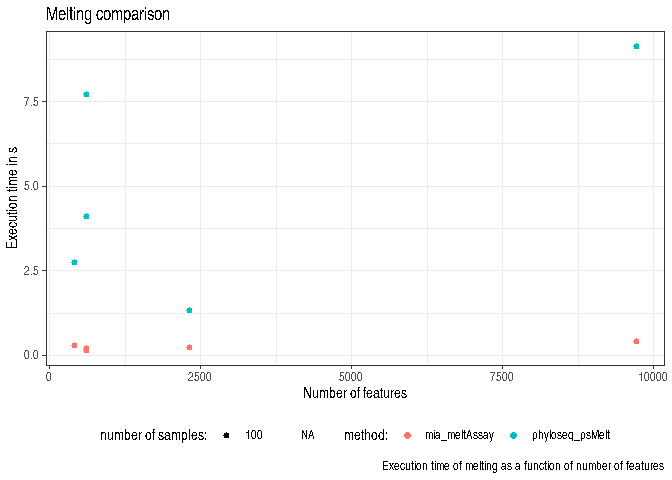 Melting comparison
Execution time in s
7.5
5.0
2.5
0.0
0
2500
5000
7500
10000
Number of features
number of samples: 100 NA method: mia_meltAssay phyloseq_psMelt
Execution time of melting as a function of number of features